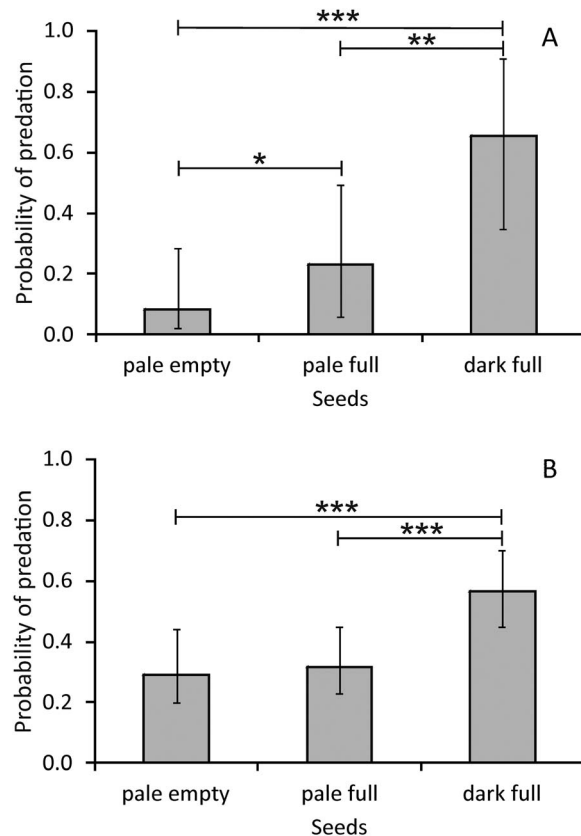 A
***
**
*
Probability of predation
1.0
0.8
0.6
0.4
0.2
0.0
pale empty pale full dark full
Seeds
B
***
***
Probability of predation
1.0
0.8
0.6
0.4
0.2
0.0
pale empty pale full dark full
Seeds